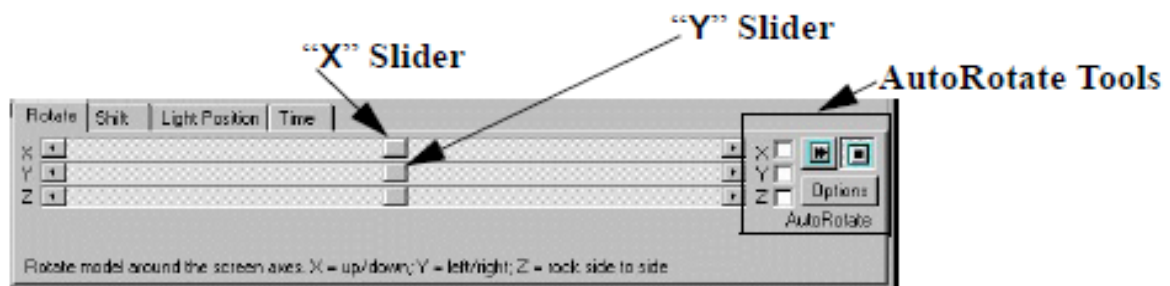 "Y" Slider
"X" Slider
AutoRotate Tools
Rotate Shift Light Position Time
X X
Y Y
Z Z Options
AutoRotate
Rotate model around the screen axes. X = up/down; Y = left/right; Z = rock side to side